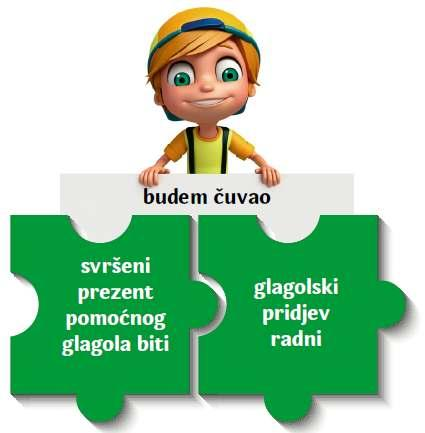 budem čuvao
svršeni
prezent
pomoćnog
glagola biti
glagolski
pridjev
radni